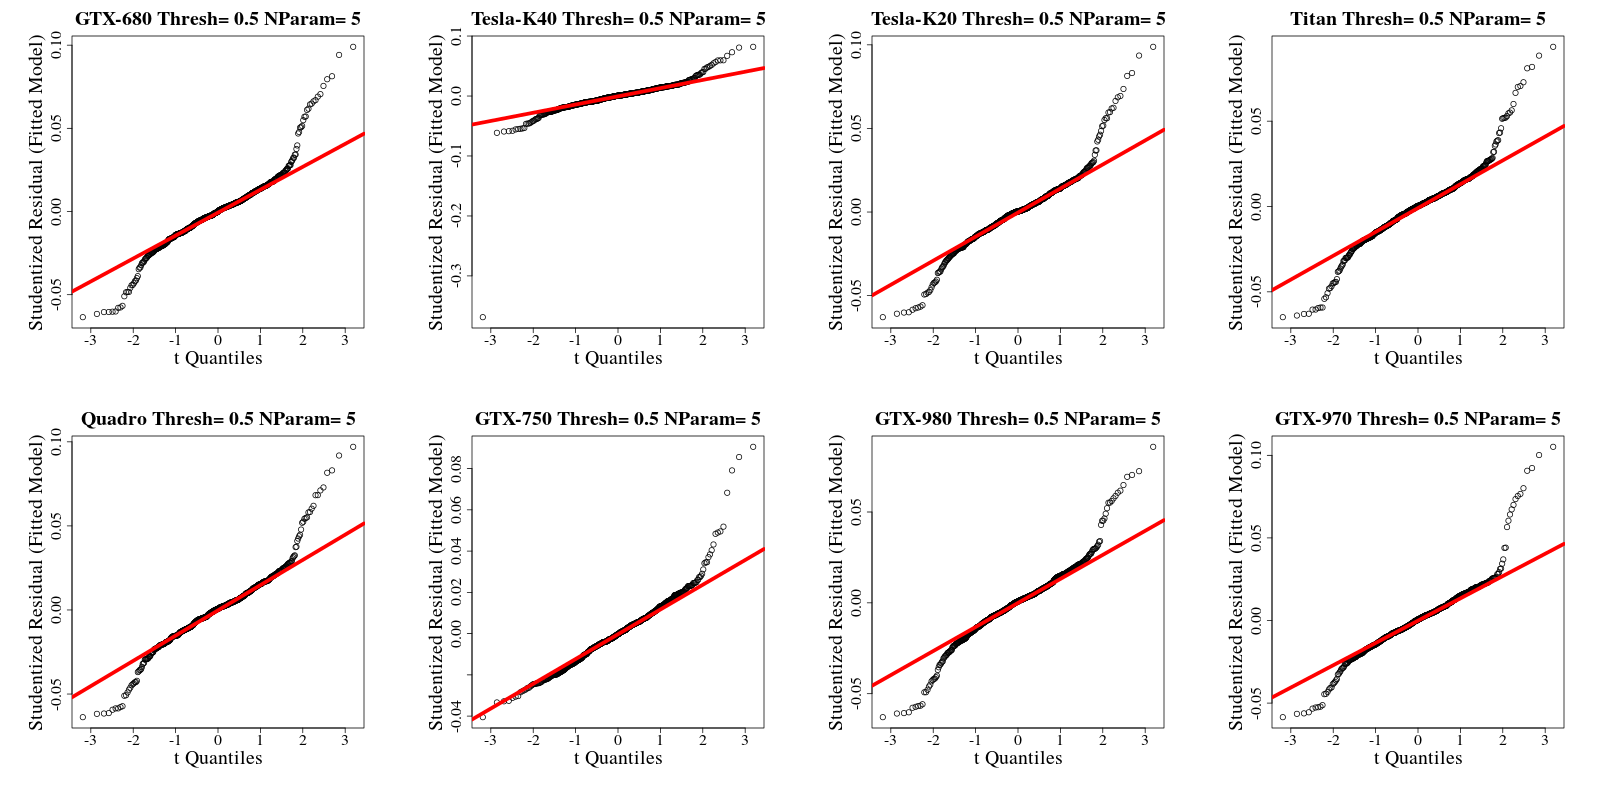 GTX-680 Thresh= 0.5 NParam= 5
Studentized Residual (Fitted Model)
0.10
0.05
0.00
-0.05
-3 -2 -1 0 1 2 3
t Quantiles
Tesla-K40 Thresh= 0.5 NParam= 5
Studentized Residual (Fitted Model)
0.1
0.0
-0.1
-0.2
-0.3
-3 -2 -1 0 1 2 3
t Quantiles
Tesla-K20 Thresh= 0.5 NParam= 5
Studentized Residual (Fitted Model)
0.10
0.05
0.00
-0.05
-3 -2 -1 0 1 2 3
t Quantiles
Titan Thresh= 0.5 NParam= 5
Studentized Residual (Fitted Model)
0.05
0.00
-0.05
-3 -2 -1 0 1 2 3
t Quantiles
Quadro Thresh= 0.5 NParam= 5
Studentized Residual (Fitted Model)
0.10
0.05
0.00
-0.05
-3 -2 -1 0 1 2 3
t Quantiles
GTX-750 Thresh= 0.5 NParam= 5
Studentized Residual (Fitted Model)
0.08
0.06
0.04
0.02
0.00
-0.04
-3 -2 -1 0 1 2 3
t Quantiles
GTX-980 Thresh= 0.5 NParam= 5
Studentized Residual (Fitted Model)
0.05
0.00
-0.05
-3 -2 -1 0 1 2 3
t Quantiles
GTX-970 Thresh= 0.5 NParam= 5
Studentized Residual (Fitted Model)
0.10
0.05
0.00
-0.05
-3 -2 -1 0 1 2 3
t Quantiles